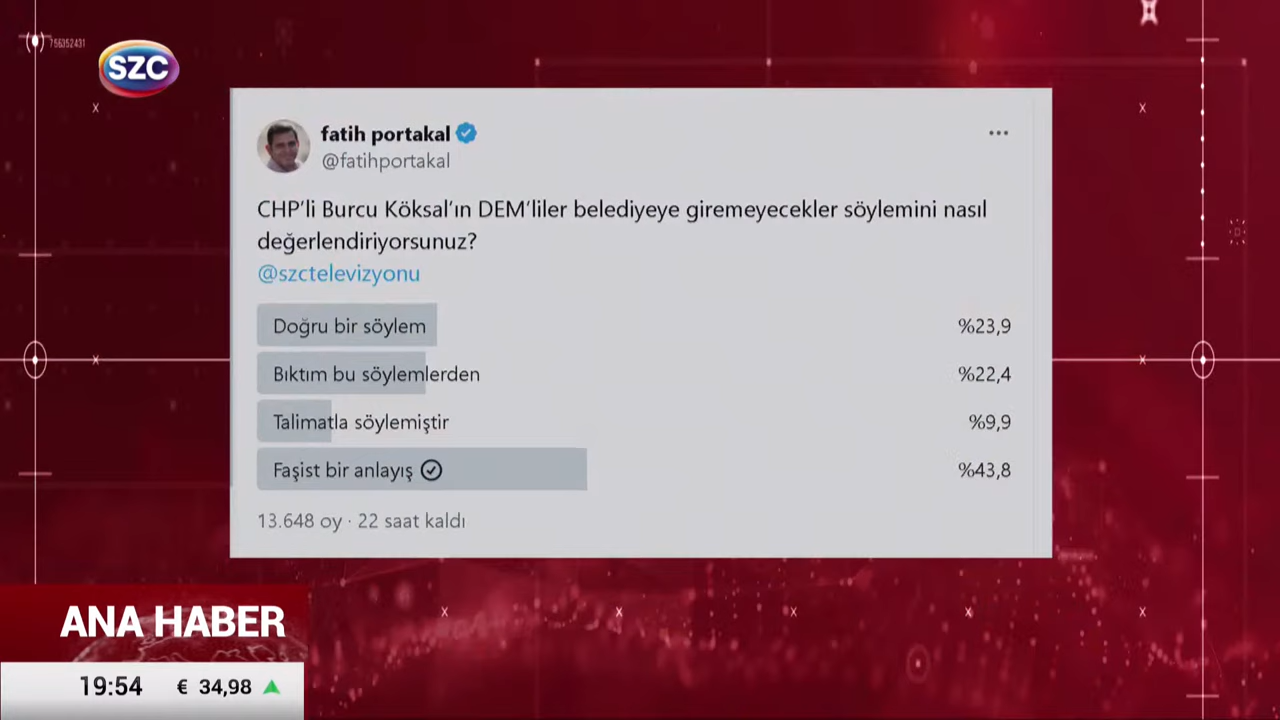 756352431
SZC
fatih portakal
@fatihportakal
CHP'li Burcu Köksal'ın DEM'liler belediyeye giremeyecekler söylemini nasıl
değerlendiriyorsunuz?
@szctelevizyonu
Doğru bir söylem %23,9
Bıktım bu söylemlerden %22,4
Talimatla söylemiştir %9,9
Faşist bir anlayış %43,8
13.648 oy · 22 saat kaldı
ANA HABER
19:54 € 34,98